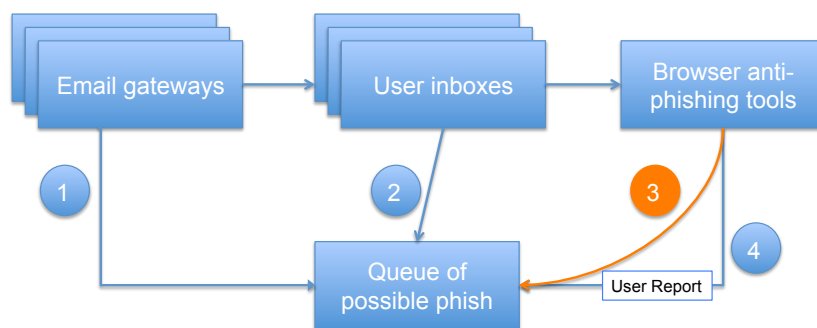 Email gateways
User inboxes
Browser anti-
phishing tools
1
2
3
4
Queue of
possible phish
User Report